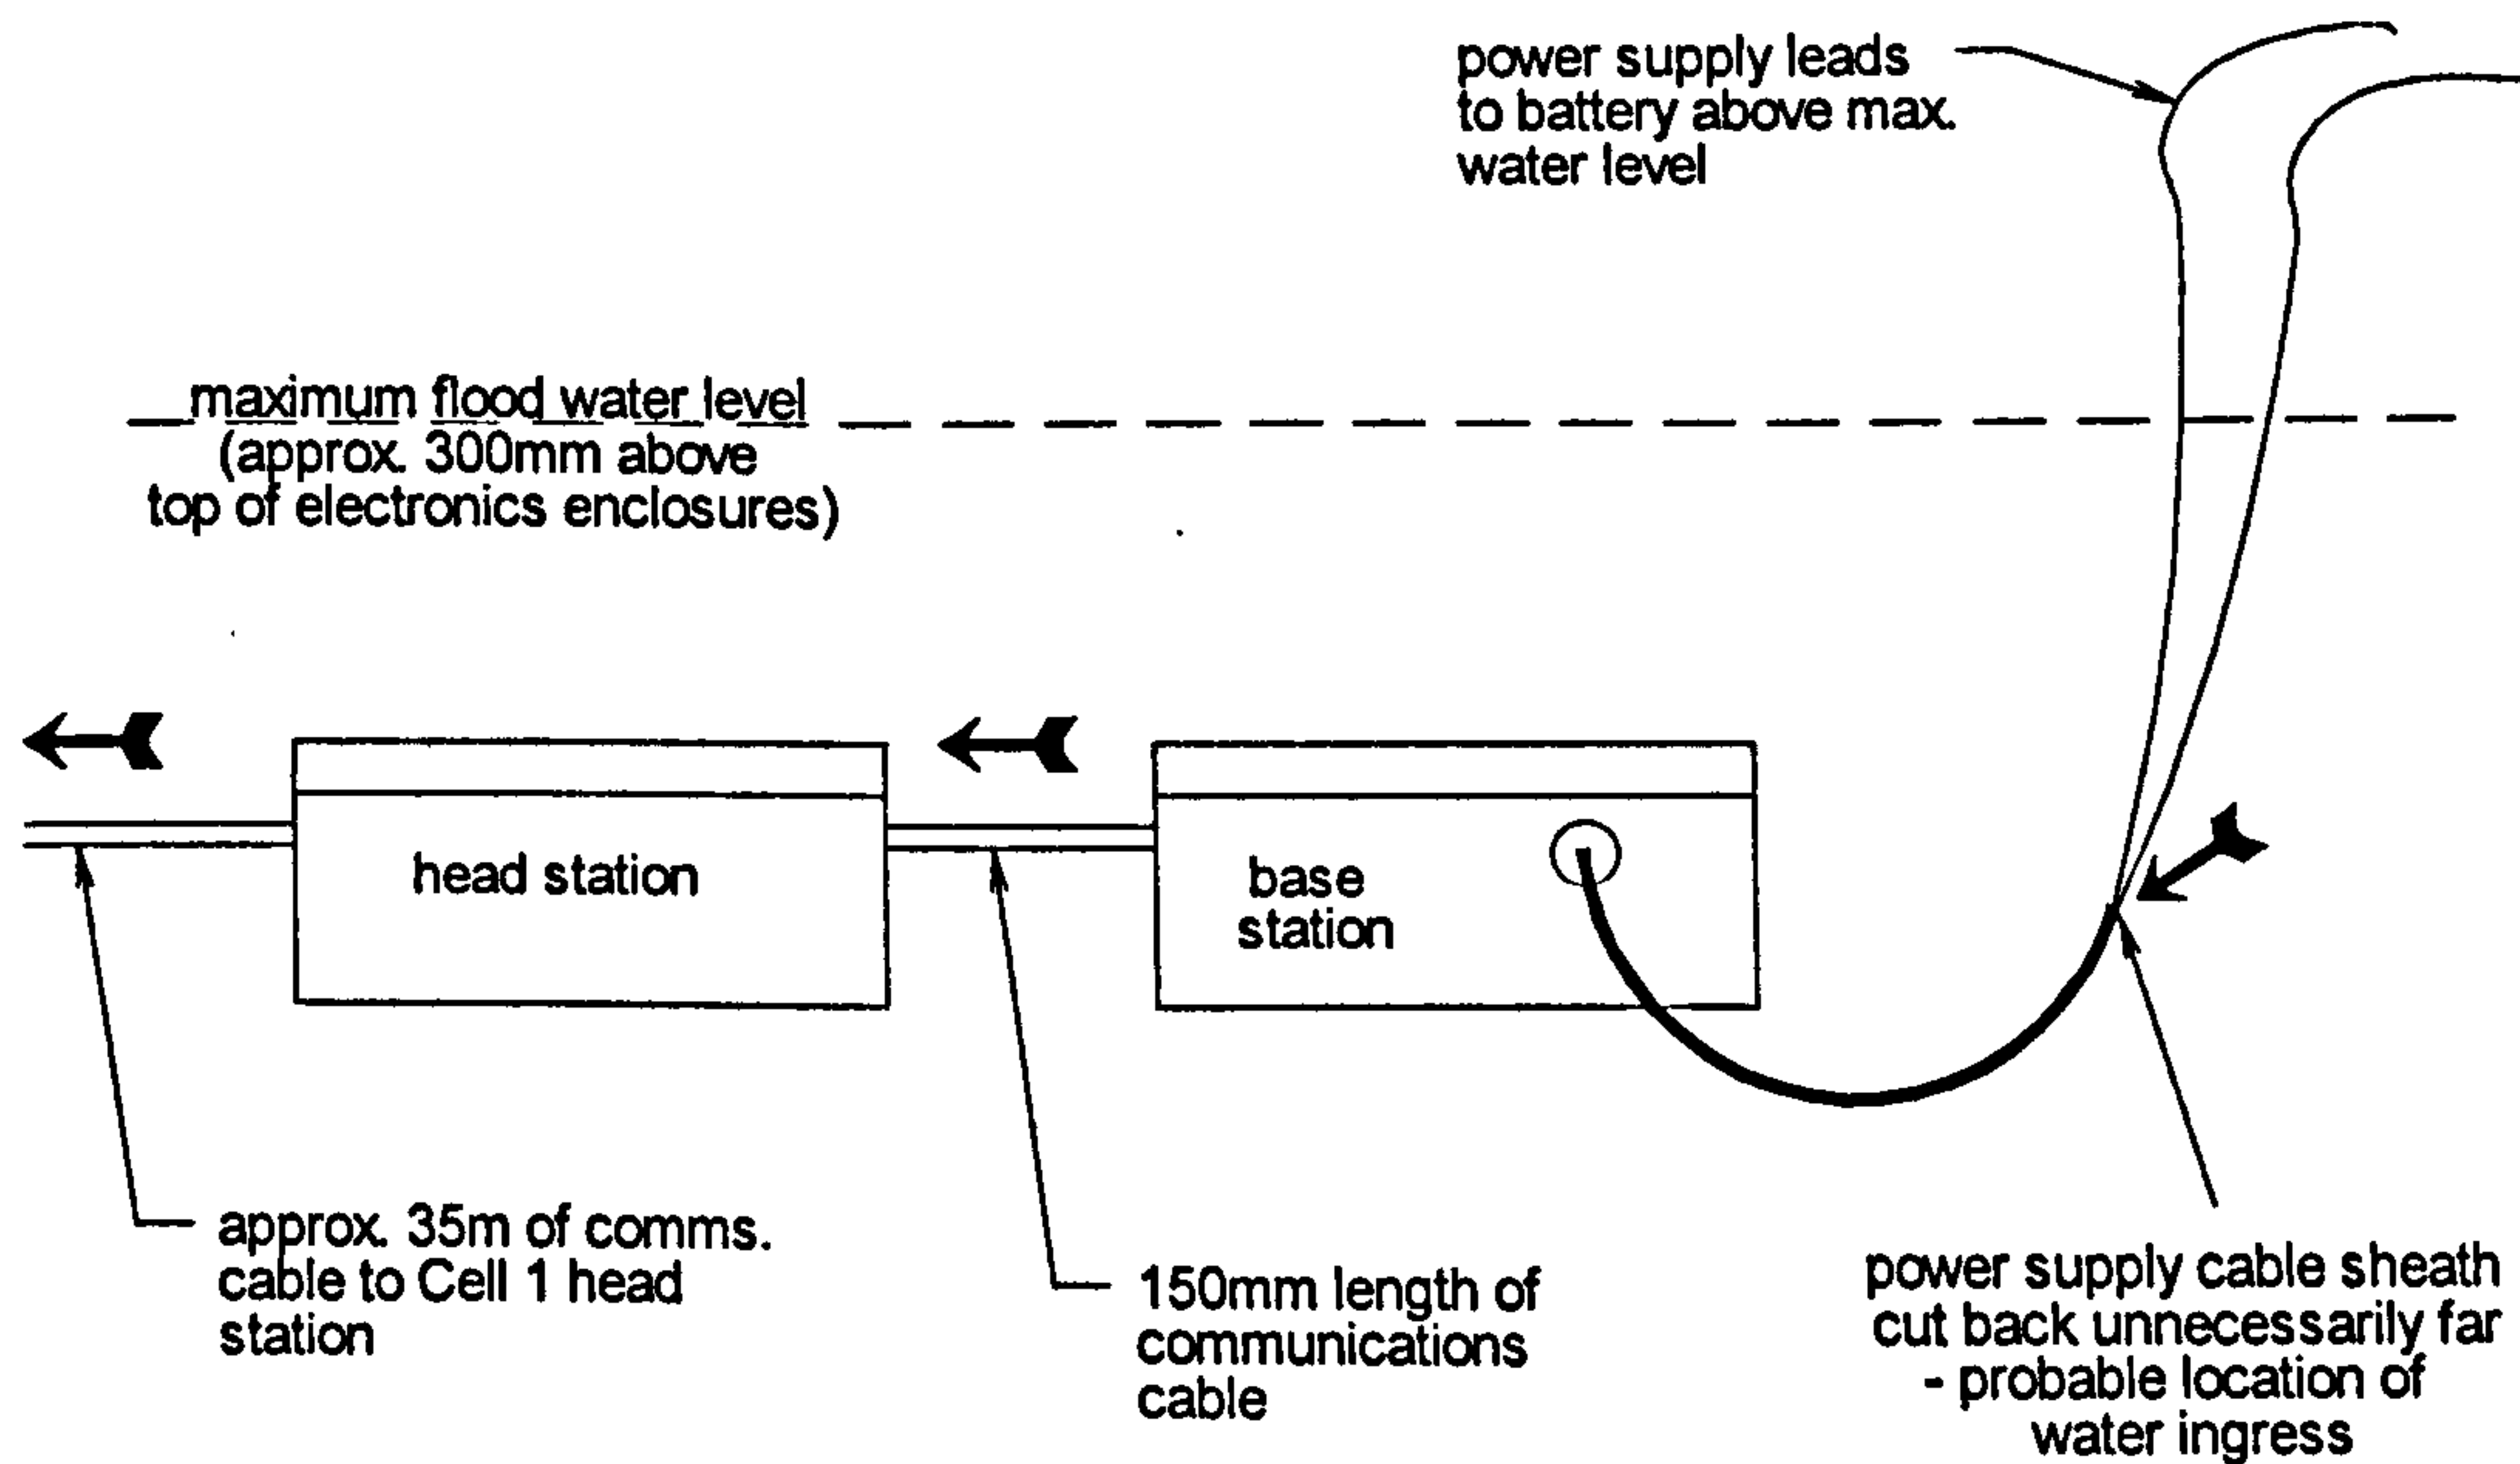 power supply leads
to battery above max.
water level
maximum flood water level
(approx. 300mm above
top of electronics enclosures)
head station
base
station
approx. 35m of comms.
cable to Cell 1 head
station
150mm length of
communications
cable
power supply cable sheath
cut back unnecessarily far
- probable location of
water ingress